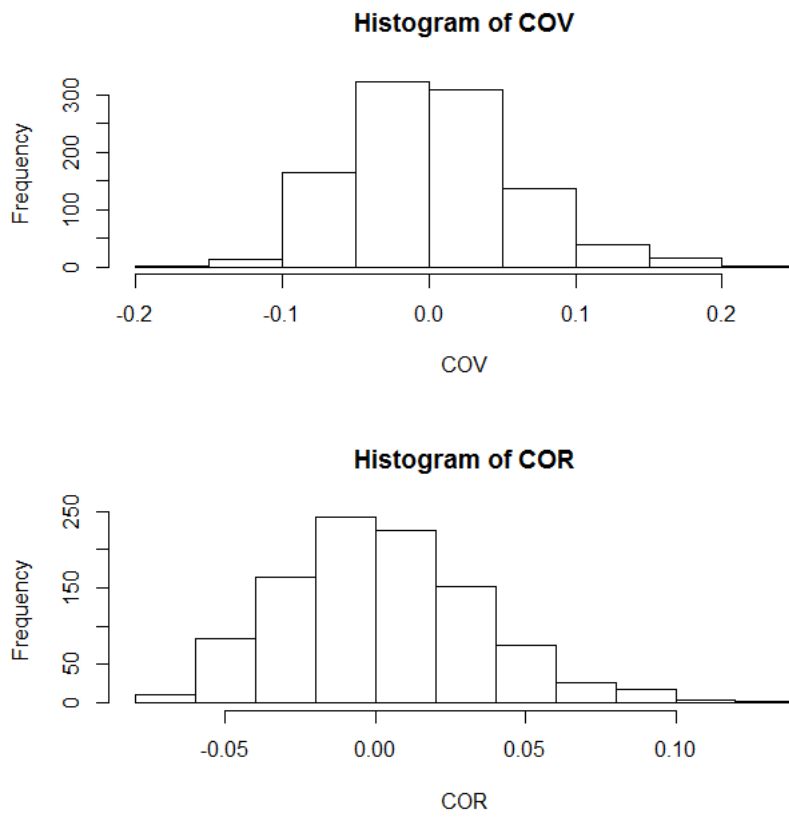 Histogram of COV
Frequency
0 100 200 300
-0.2 -0.1 0.0 0.1 0.2
COV
Histogram of COR
Frequency
0 50 150 250
-0.05 0.00 0.05 0.10
COR